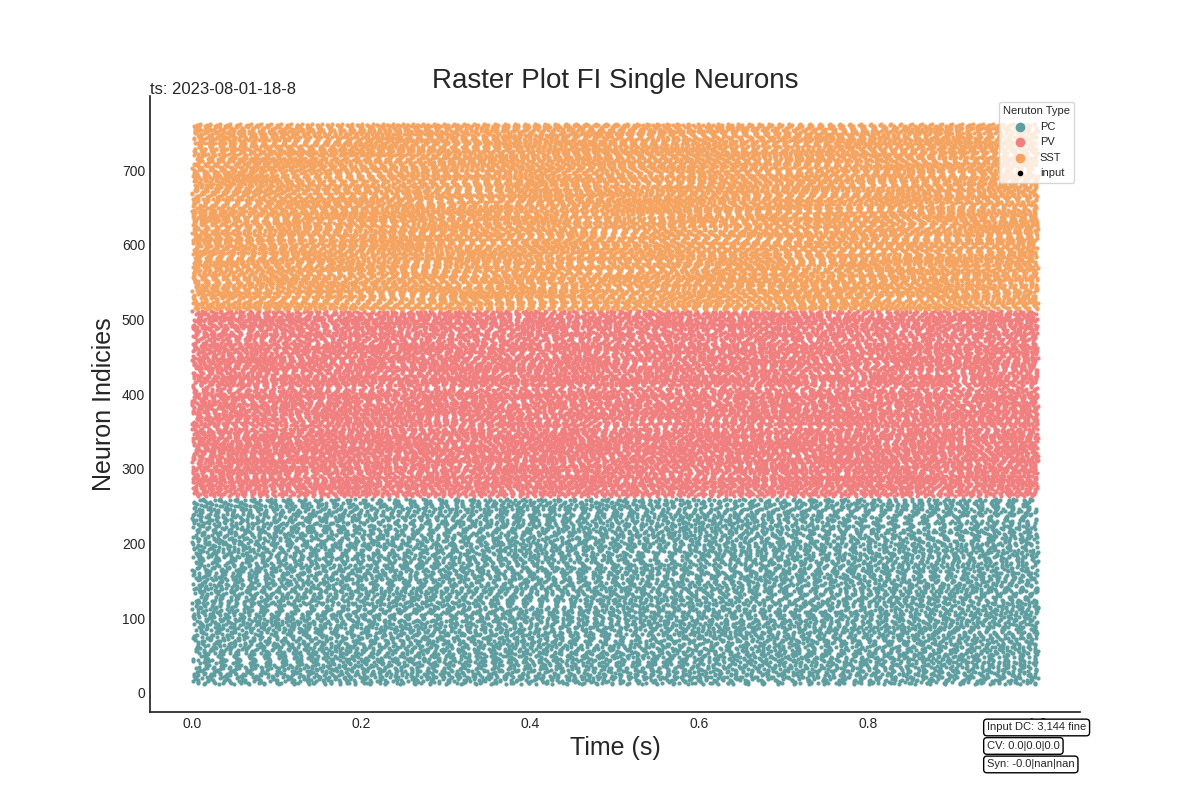 Raster Plot FI Single Neurons
ts: 2023-08-01-18-8
Neruton Type
PC
PV
SST
input
Neuron Indicies
700
600
500
400
300
200
100
0
0.0 0.2 0.4 0.6 0.8
Time (s)
Input DC: 3,144 fine
CV: 0.0|0.0|0.0
Syn: -0.0|nan|nan